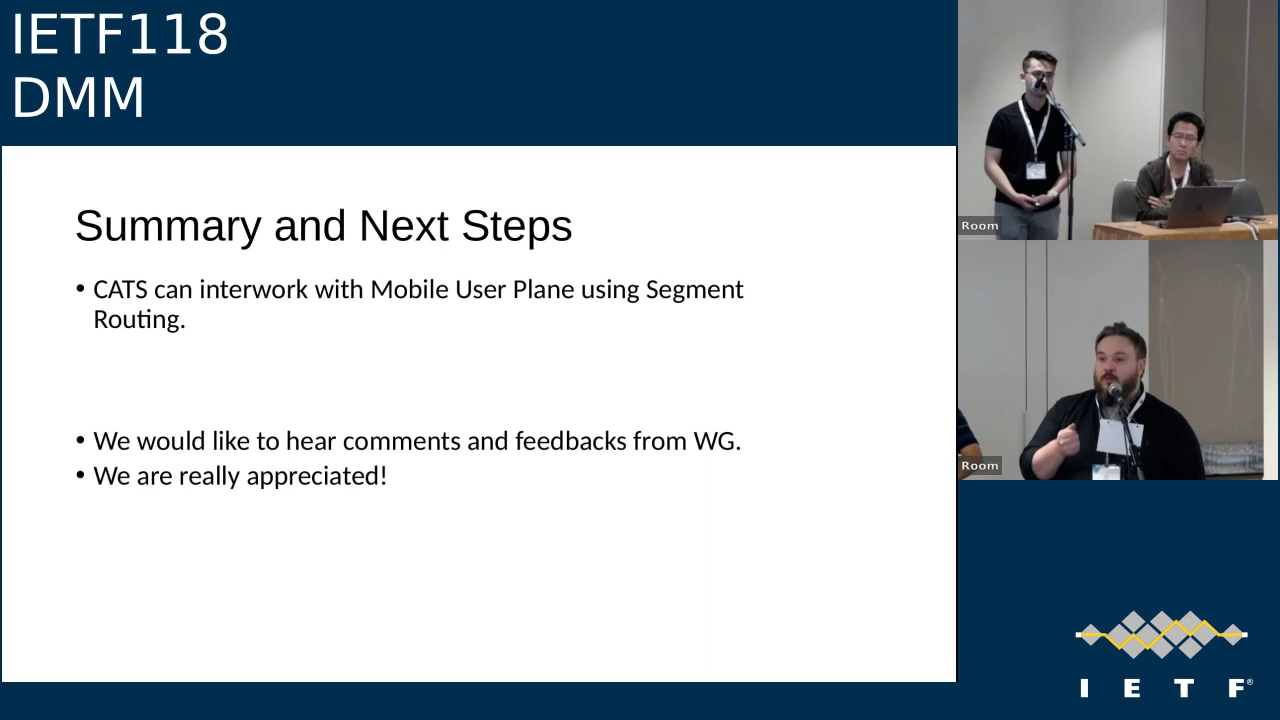 IETF118
DMM
Summary and Next Steps
• CATS can interwork with Mobile User Plane using Segment
Routing.
• We would like to hear comments and feedbacks from WG.
• We are really appreciated!
Room
Room
I E T F®